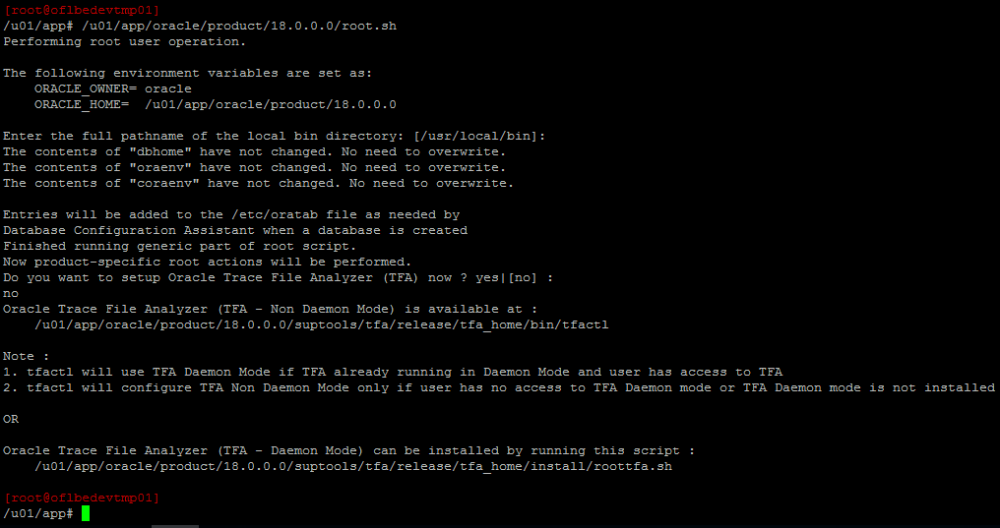 [root@oflbedevtmp01]
/u01/app# /u01/app/oracle/product/18.0.0.0/root.sh
Performing root user operation.
The following environment variables are set as:
    ORACLE_OWNER= oracle
    ORACLE_HOME=  /u01/app/oracle/product/18.0.0.0
Enter the full pathname of the local bin directory: [/usr/local/bin]:
The contents of "dbhome" have not changed. No need to overwrite.
The contents of "oraenv" have not changed. No need to overwrite.
The contents of "coraenv" have not changed. No need to overwrite.
Entries will be added to the /etc/oratab file as needed by
Database Configuration Assistant when a database is created
Finished running generic part of root script.
Now product-specific root actions will be performed.
Do you want to setup Oracle Trace File Analyzer (TFA) now ? yes|[no] :
no
Oracle Trace File Analyzer (TFA - Non Daemon Mode) is available at :
    /u01/app/oracle/product/18.0.0.0/suptools/tfa/release/tfa_home/bin/tfactl
Note :
1. tfactl will use TFA Daemon Mode if TFA already running in Daemon Mode and user has access to TFA
2. tfactl will configure TFA Non Daemon Mode only if user has no access to TFA Daemon mode or TFA Daemon mode is not installed
OR
Oracle Trace File Analyzer (TFA - Daemon Mode) can be installed by running this script :
    /u01/app/oracle/product/18.0.0.0/suptools/tfa/release/tfa_home/install/roottfa.sh
[root@oflbedevtmp01]
/u01/app#